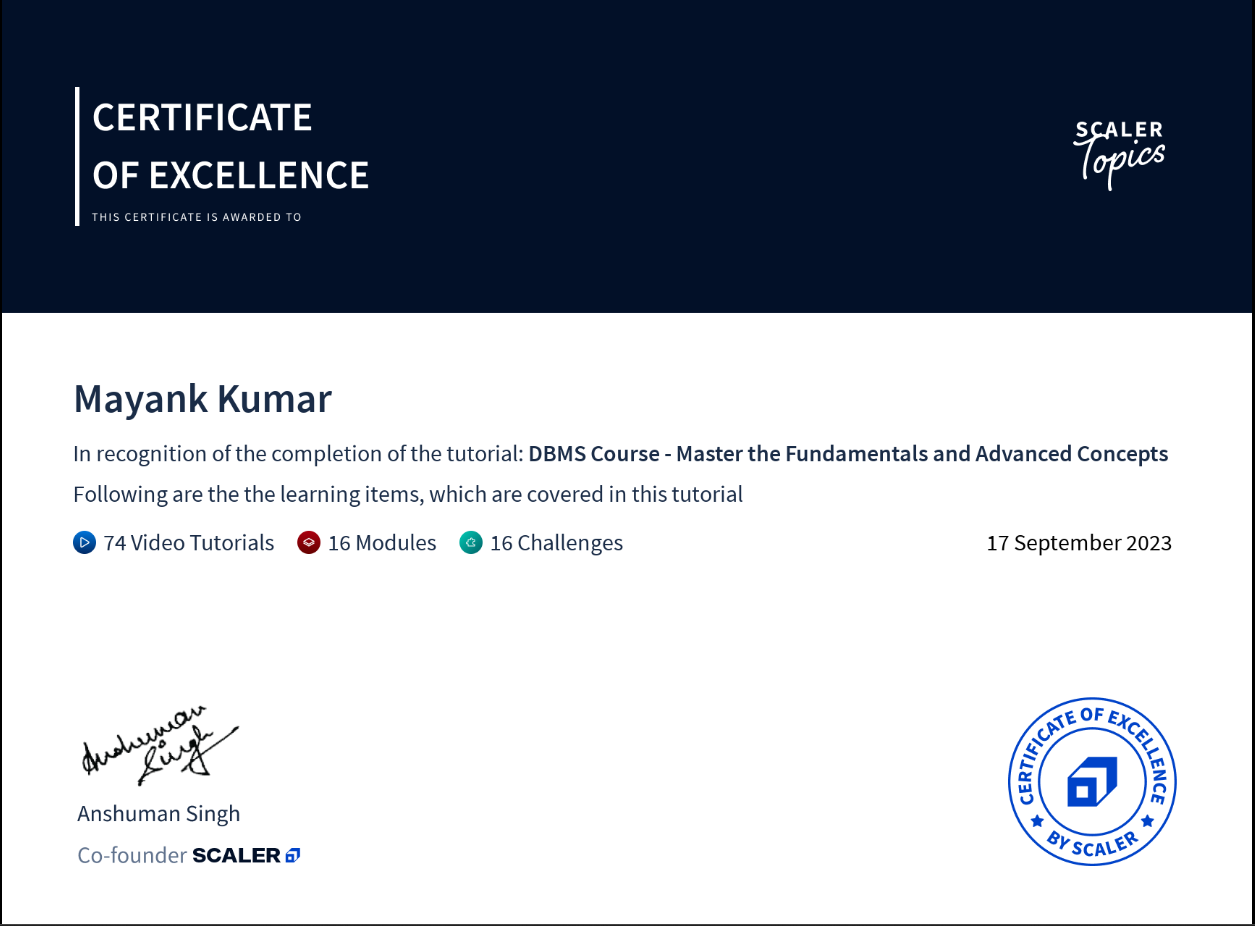 CERTIFICATE
OF EXCELLENCE
THIS CERTIFICATE IS AWARDED TO
SCALER
Topics
Mayank Kumar
In recognition of the completion of the tutorial: DBMS Course - Master the Fundamentals and Advanced Concepts
Following are the the learning items, which are covered in this tutorial
74 Video Tutorials 16 Modules 16 Challenges 17 September 2023
Anshuman
Singh
Anshuman Singh
Co-founder SCALER
CERTIFICATE OF EXCELLENCE
BY SCALER